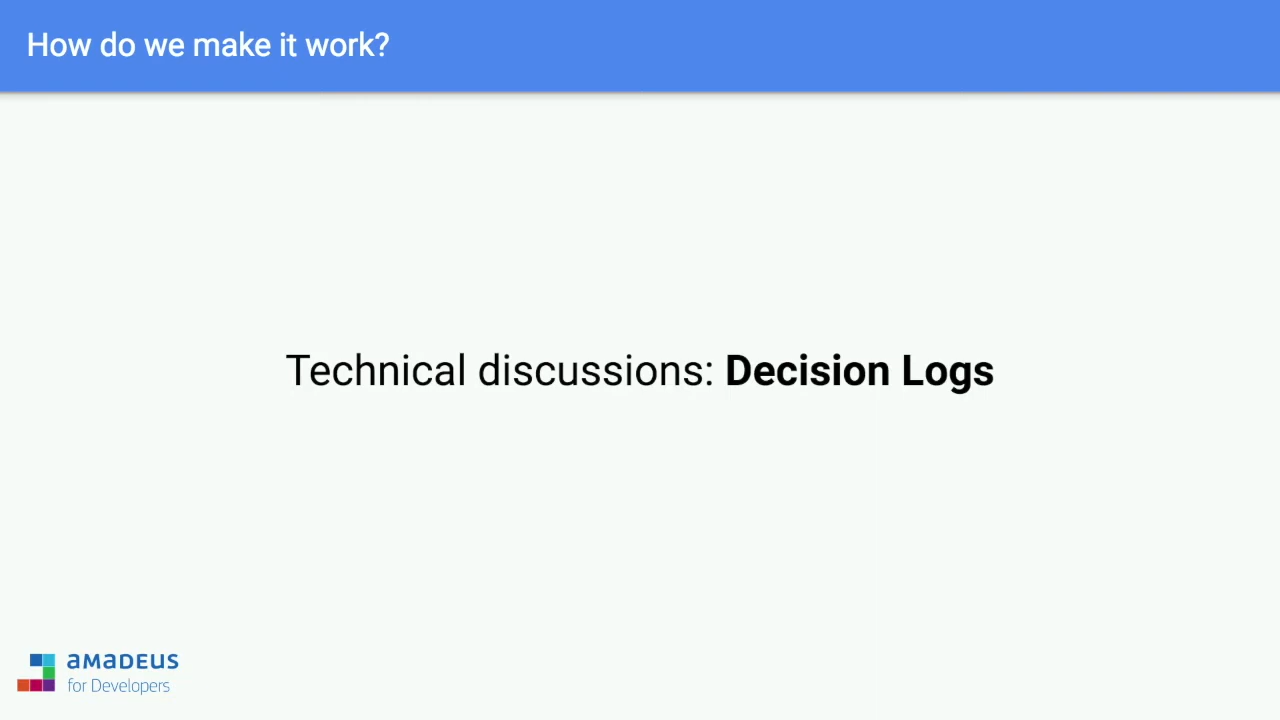 How do we make it work?
Technical discussions: Decision Logs
amadeus
for Developers